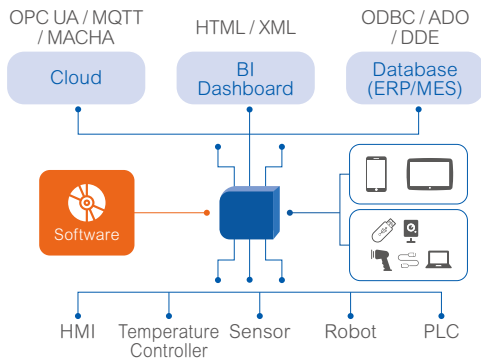 OPC UA / MQTT
/ MACHA
HTML / XML
ODBC / ADO
/ DDE
Cloud
BI
Dashboard
Database
(ERP/MES)
Software
HMI
Temperature
Controller
Sensor
Robot
PLC